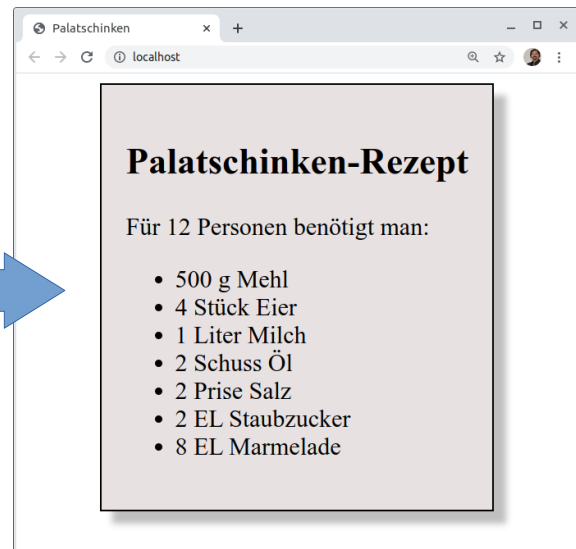 Palatschinken
localhost
Palatschinken-Rezept
Für 12 Personen benötigt man:
500 g Mehl
4 Stück Eier
1 Liter Milch
2 Schuss Öl
2 Prise Salz
2 EL Staubzucker
8 EL Marmelade